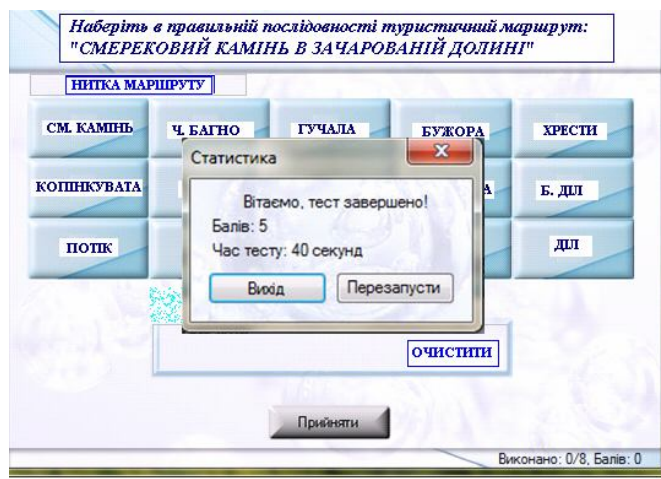 Наберіть в правильній послідовності туристичний маршрут:
"СМЕРЕКОВИЙ КАМІНЬ В ЗАЧАРОВАНІЙ ДОЛИНІ"
НИТКА МАРШРУТУ
СМ. КАМІНЬ Ч. БАГНО ГУЧАЛА БУЖОРА ХРЕСТИ
Статистика
КОПІНКУВАТА Б. ДІЛ
Вітаємо, тест завершено!
Балів: 5
Час тесту: 40 секунд
ПОТІК ДІЛ
Вихід Перезапусти
ОЧИСТИТИ
Прийняти
Виконано: 0/8, Балів: 0